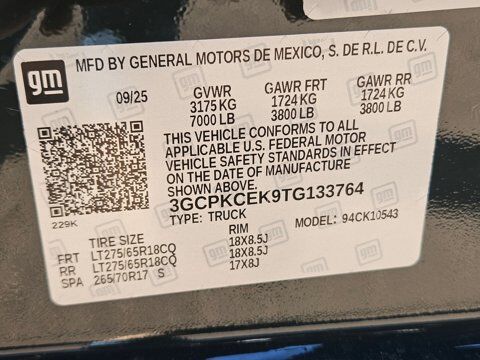 gm
MFD BY GENERAL MOTORS DE MEXICO, S. DE R.L. DE C.V.
09/25 GVWR GAWR FRT GAWR RR
3175 KG 1724 KG 1724 KG
7000 LB 3800 LB 3800 LB
THIS VEHICLE CONFORMS TO ALL
APPLICABLE U.S. FEDERAL MOTOR
VEHICLE SAFETY STANDARDS IN EFFECT
ON THE DATE OF MANUFACTURE
SHOWN ABOVE.
3GCPKCEK9TG133764
229K TYPE: TRUCK MODEL: 94CK10543
TIRE SIZE RIM
FRT LT275/65R18CQ 18X8.5J
RR LT275/65R18CQ 18X8.5J
SPA 265/70R17 S 17X8J